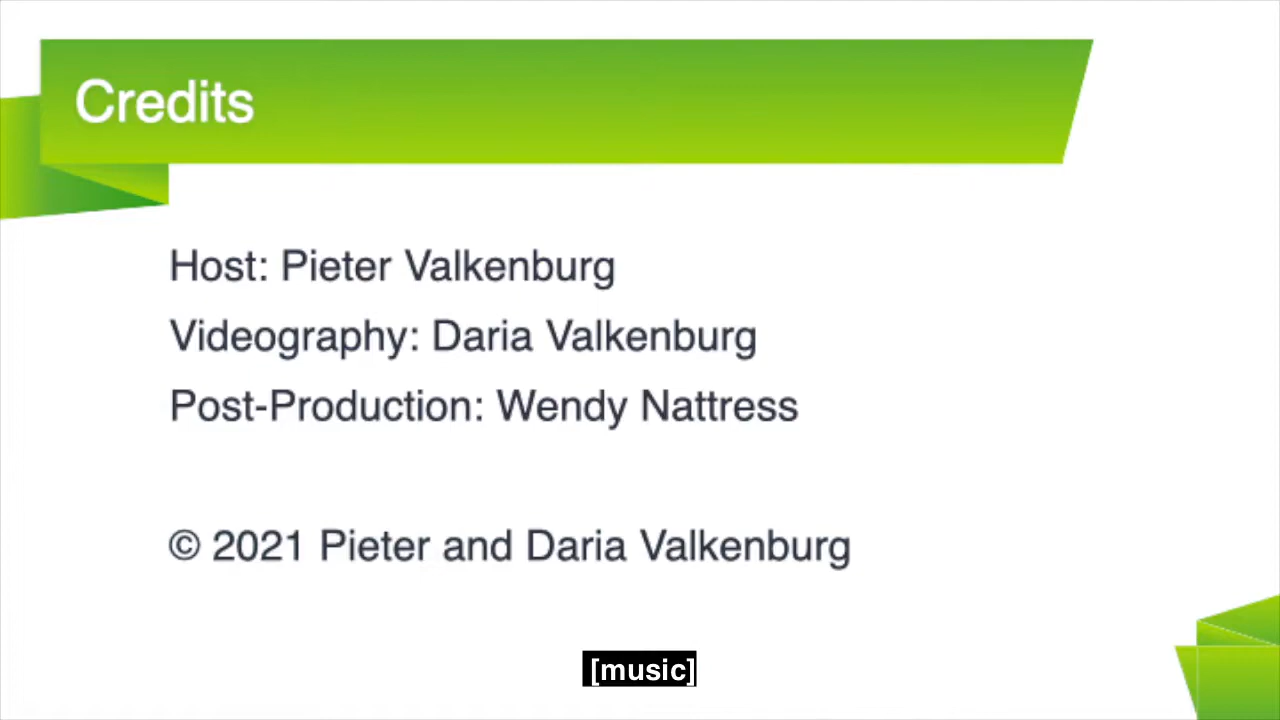 Credits
Host: Pieter Valkenburg
Videography: Daria Valkenburg
Post-Production: Wendy Nattress
© 2021 Pieter and Daria Valkenburg
[music]